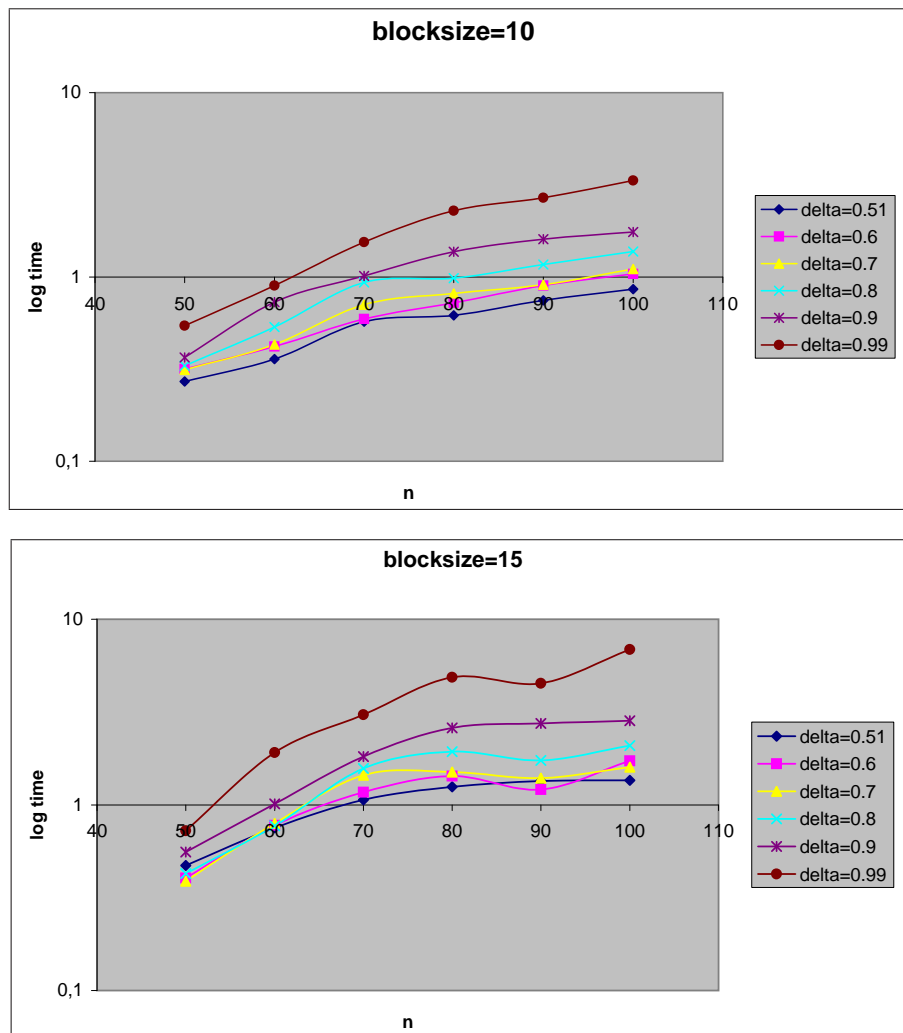 blocksize=10
10
1
0,1
log time
40 50 60 70 80 90 100 110
n
delta=0.51
delta=0.6
delta=0.7
delta=0.8
delta=0.9
delta=0.99
blocksize=15
10
1
0,1
log time
40 50 60 70 80 90 100 110
n
delta=0.51
delta=0.6
delta=0.7
delta=0.8
delta=0.9
delta=0.99